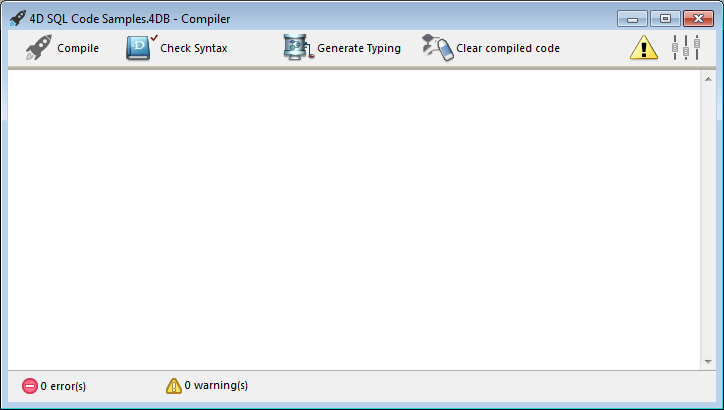 4D SQL Code Samples.4DB - Compiler
Compile
Check Syntax
Generate Typing
Clear compiled code
0 error(s)
0 warning(s)